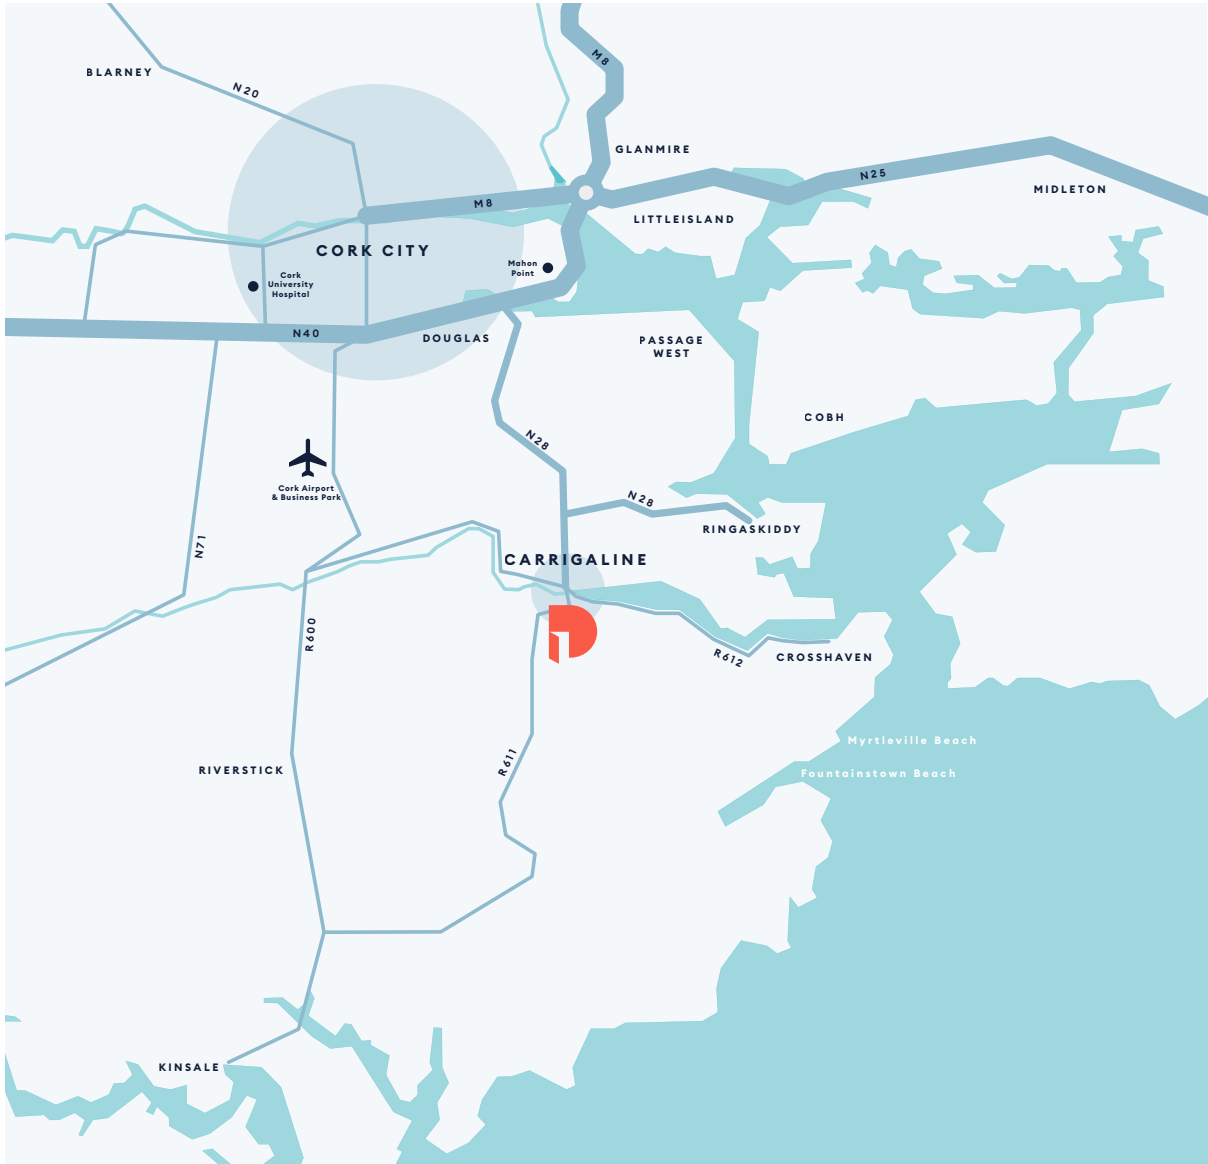 M8
BLARNEY
N20
GLANMIRE
N25
MIDLETON
M8
LITTLEISLAND
CORK CITY
Mahon
Point
Cork
University
Hospital
N40
DOUGLAS
PASSAGE
WEST
COBH
N28
Cork Airport
& Business Park
N28
RINGASKIDDY
N71
CARRIGALINE
R600
R612
CROSSHAVEN
Myrtleville Beach
R611
RIVERSTICK
Fountainstown Beach
KINSALE